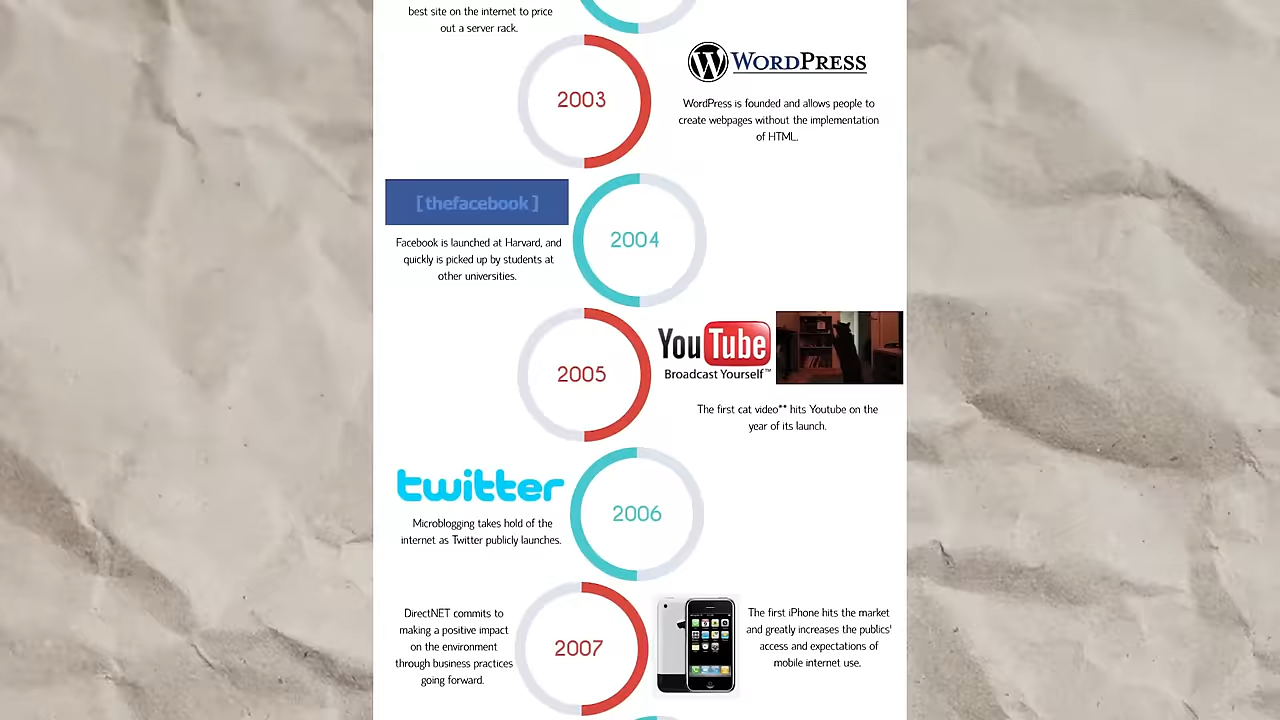 best site on the internet to price
out a server rack.
2003
WORDPRESS
WordPress is founded and allows people to
create webpages without the implementation
of HTML.
[ thefacebook ]
Facebook is launched at Harvard, and
quickly is picked up by students at
other universities.
2004
2005
YouTube
Broadcast Yourself™
The first cat video** hits Youtube on the
year of its launch.
twitter
Microblogging takes hold of the
internet as Twitter publicly launches.
2006
DirectNET commits to
making a positive impact
on the environment
through business practices
going forward.
2007
The first iPhone hits the market
and greatly increases the publics'
access and expectations of
mobile internet use.